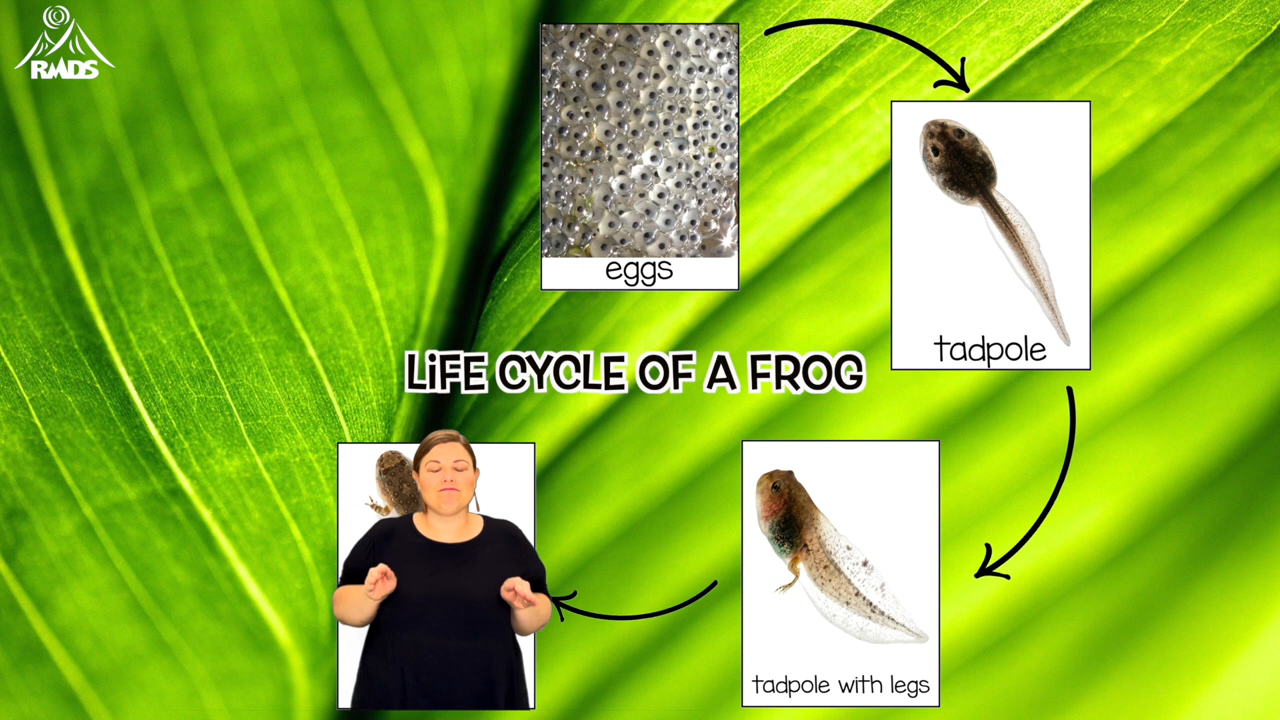 RMDS
eggs
tadpole
LiFE CYCLE OF A FROG
tadpole with legs